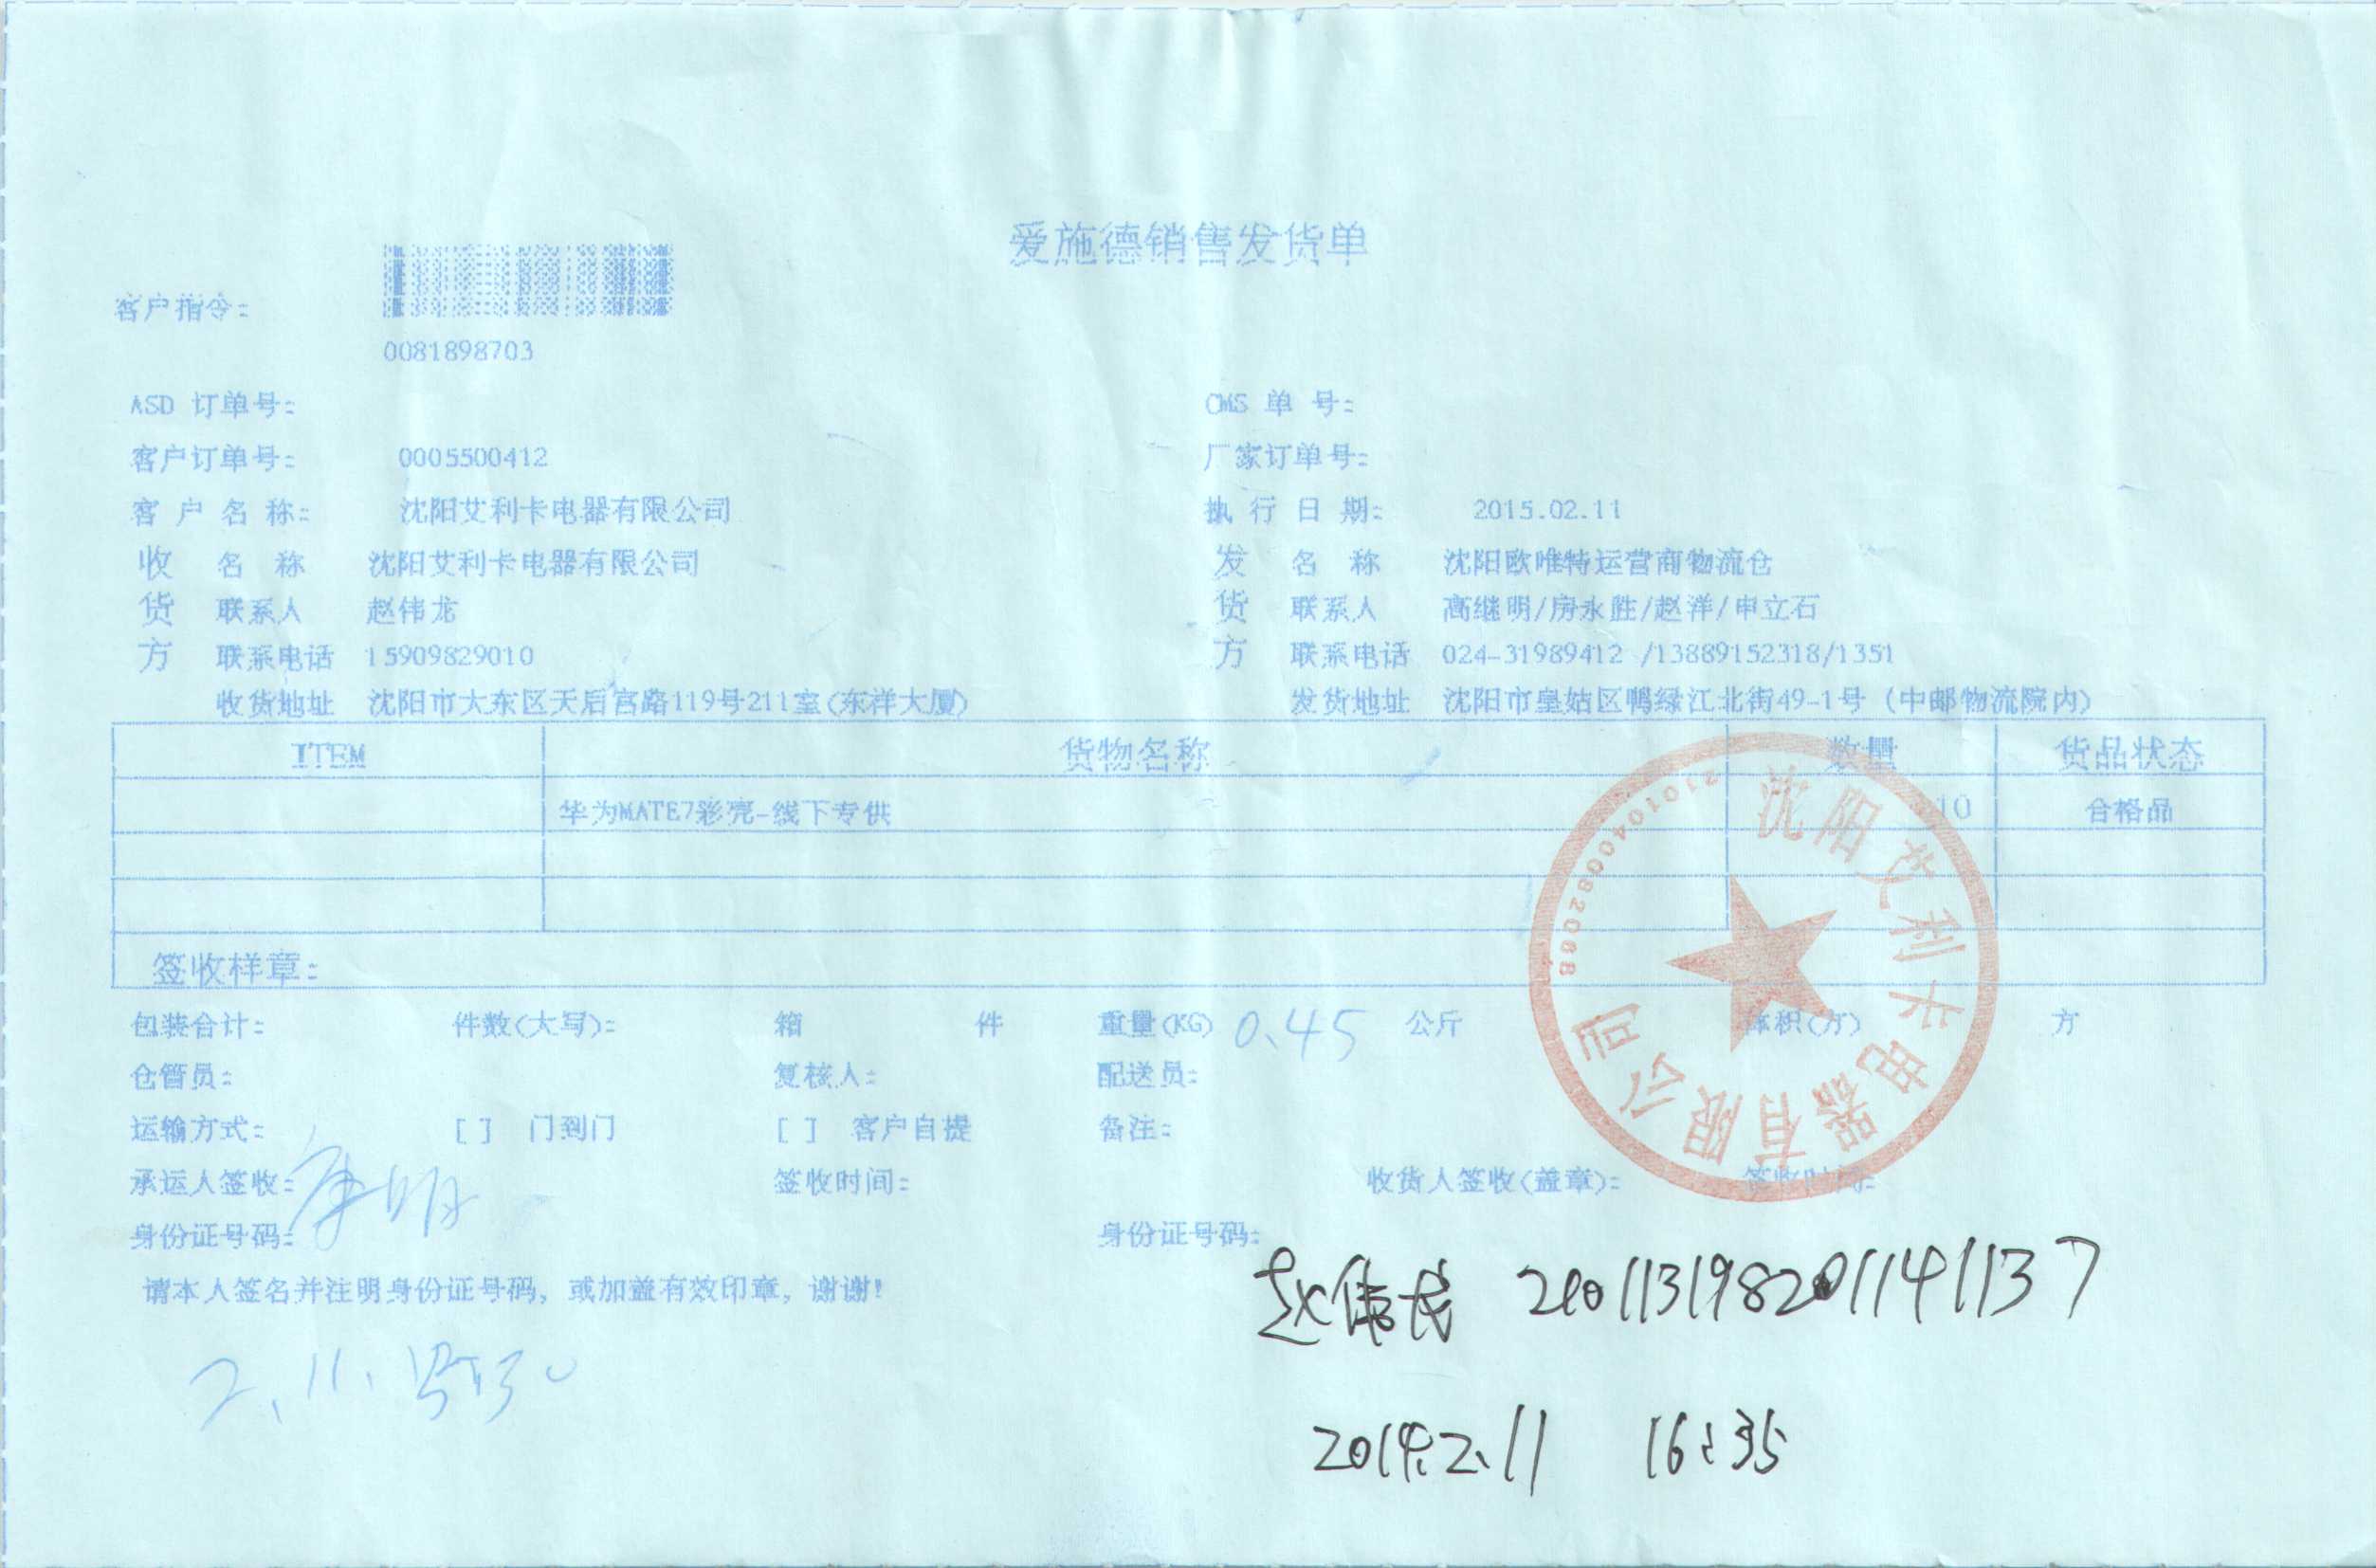 爱施德销售发货单
客户指令:
0081898703
ASD 订单号: OMS 单 号:
客户订单号: 0005500412 厂家订单号:
客 户 名 称: 沈阳艾利卡电器有限公司 执 行 日 期: 2015.02.11
收 名 称 沈阳艾利卡电器有限公司 发 名 称 沈阳欧唯特运营商物流仓
货 联系人 赵伟龙 货 联系人 高继明/房永胜/赵洋/申立石
方 联系电话 15909829010 方 联系电话 024-31989412 /13889152318/1351
收货地址 沈阳市大东区天后宫路119号211室(东祥大厦) 发货地址 沈阳市皇姑区鸭绿江北街49-1号 (中邮物流院内)
ITEM 货物名称 数量 货品状态
华为MATE7彩壳-线下专供 10 合格品
签收样章:
沈阳艾利卡电器有限公司
2101040082068
包装合计: 件数(大写): 箱 件 重量(KG) 0.45 公斤 体积(方) 方
仓管员: 复核人: 配送员:
运输方式: [ ] 门到门 [ ] 客户自提 备注:
承运人签收: 签收时间: 收货人签收(盖章): 签收时间:
身份证号码: 身份证号码:
赵伟龙 210113198201141137
请本人签名并注明身份证号码, 或加盖有效印章, 谢谢!
2.11.
2014.2.11 16:35